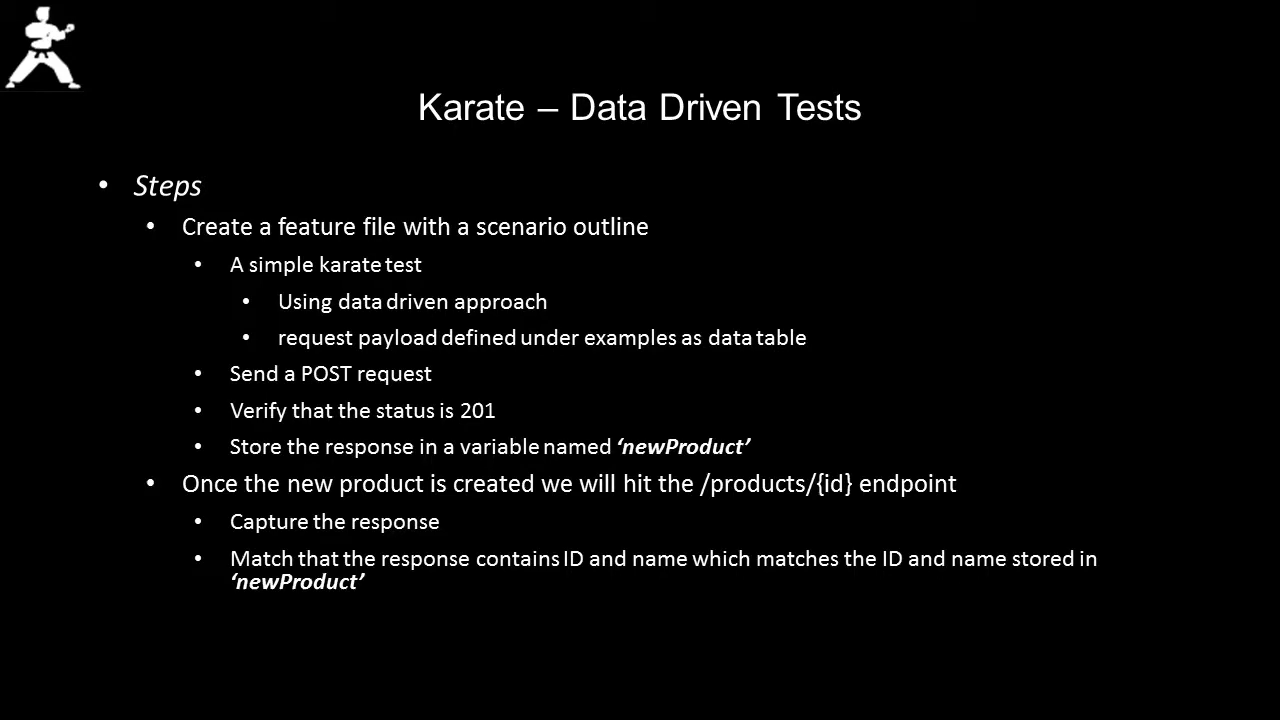 Karate – Data Driven Tests
• Steps
• Create a feature file with a scenario outline
• A simple karate test
• Using data driven approach
• request payload defined under examples as data table
• Send a POST request
• Verify that the status is 201
• Store the response in a variable named ‘newProduct’
• Once the new product is created we will hit the /products/{id} endpoint
• Capture the response
• Match that the response contains ID and name which matches the ID and name stored in
‘newProduct’